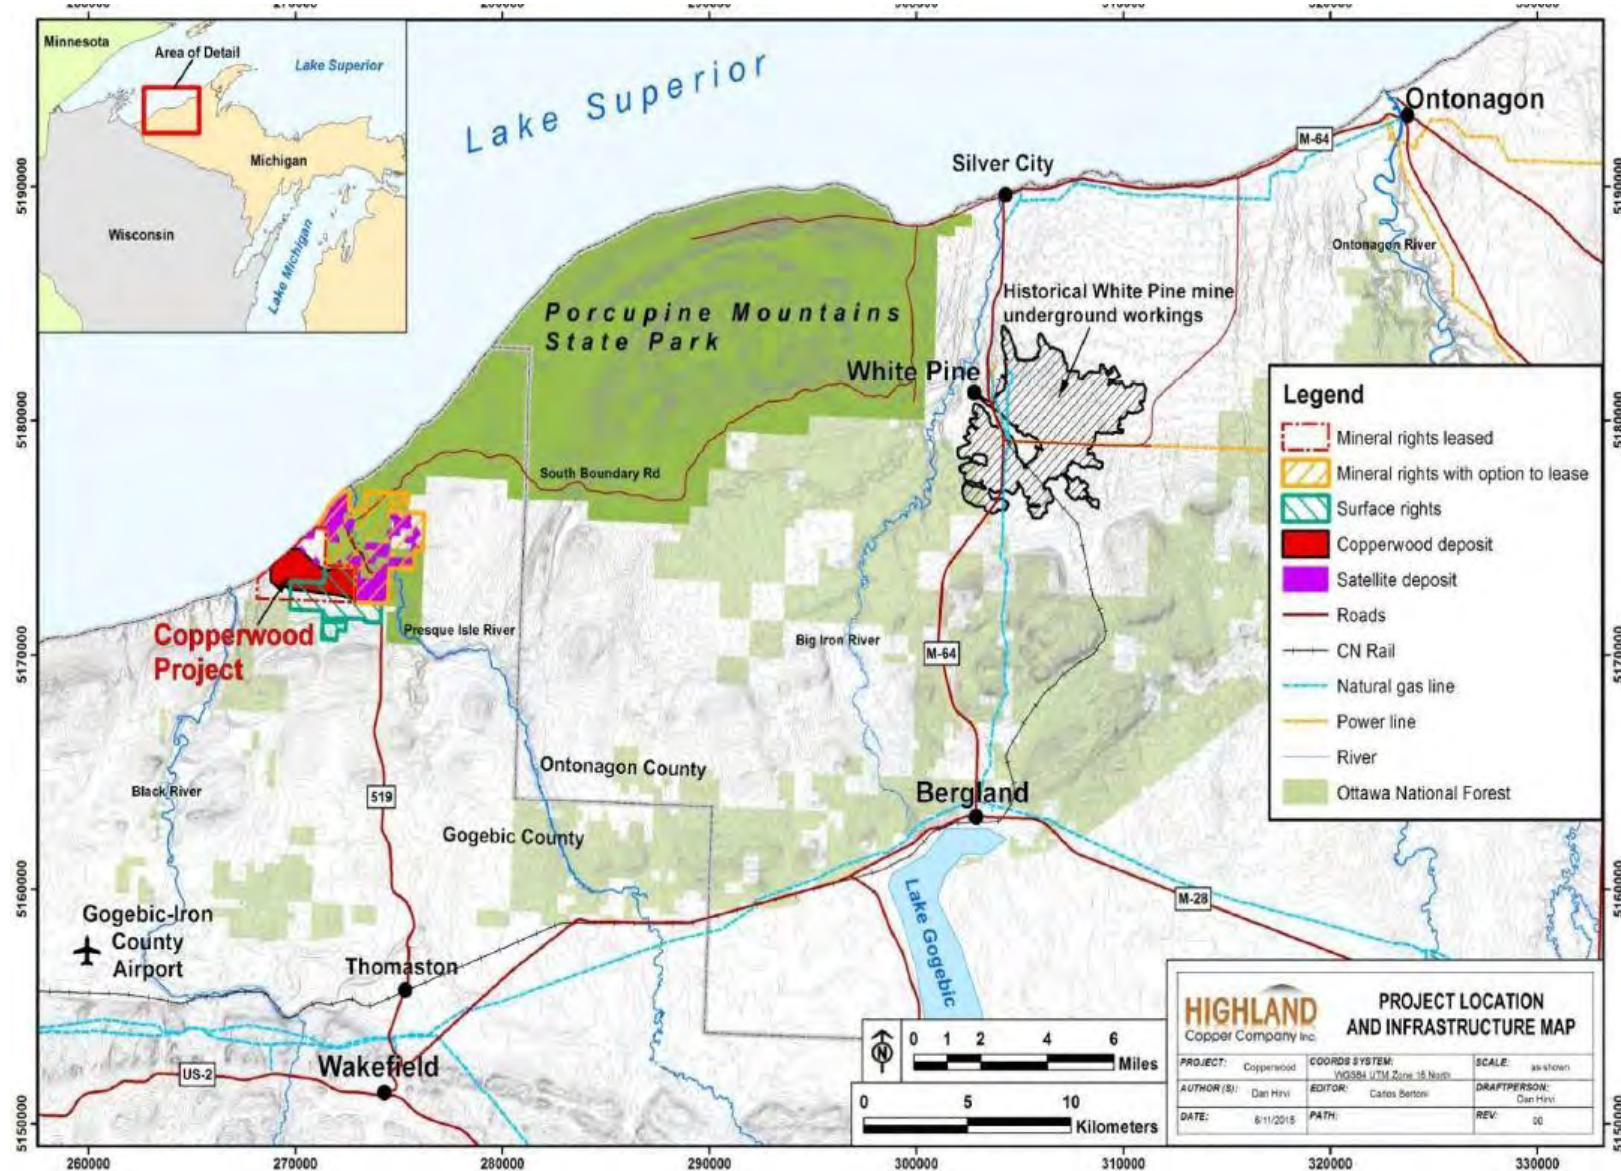 Minnesota
Area of Detail
Lake Superior
Michigan
Wisconsin
Lake Michigan
Lake Superior
Ontonagon
M-64
Silver City
Ontonagon River
Historical White Pine mine
underground workings
Porcupine Mountains
State Park
White Pine
South Boundary Rd
Copperwood
Project
Presque Isle River
Big Iron River
M-64
Black River
519
Ontonagon County
Gogebic County
Bergland
M-28
Lake Gogebic
Gogebic-Iron
County
Airport
Thomaston
Wakefield
US-2
Legend
Mineral rights leased
Mineral rights with option to lease
Surface rights
Copperwood deposit
Satellite deposit
Roads
CN Rail
Natural gas line
Power line
River
Ottawa National Forest
N
0 1 2 4 6
Miles
0 5 10
Kilometers
HIGHLAND
Copper Company Inc.
PROJECT LOCATION
AND INFRASTRUCTURE MAP
PROJECT: Copperwood
COORDS SYSTEM:
WGS84 UTM Zone 16 North
SCALE: as shown
AUTHOR (S): Dan Hirvi
EDITOR: Carlos Bertoni
DRAFTPERSON:
Dan Hirvi
DATE: 6/11/2015
PATH:
REV: 00
5190000
5180000
5170000
5160000
5150000
5190000
260000 270000 280000 290000 300000 310000 320000 330000